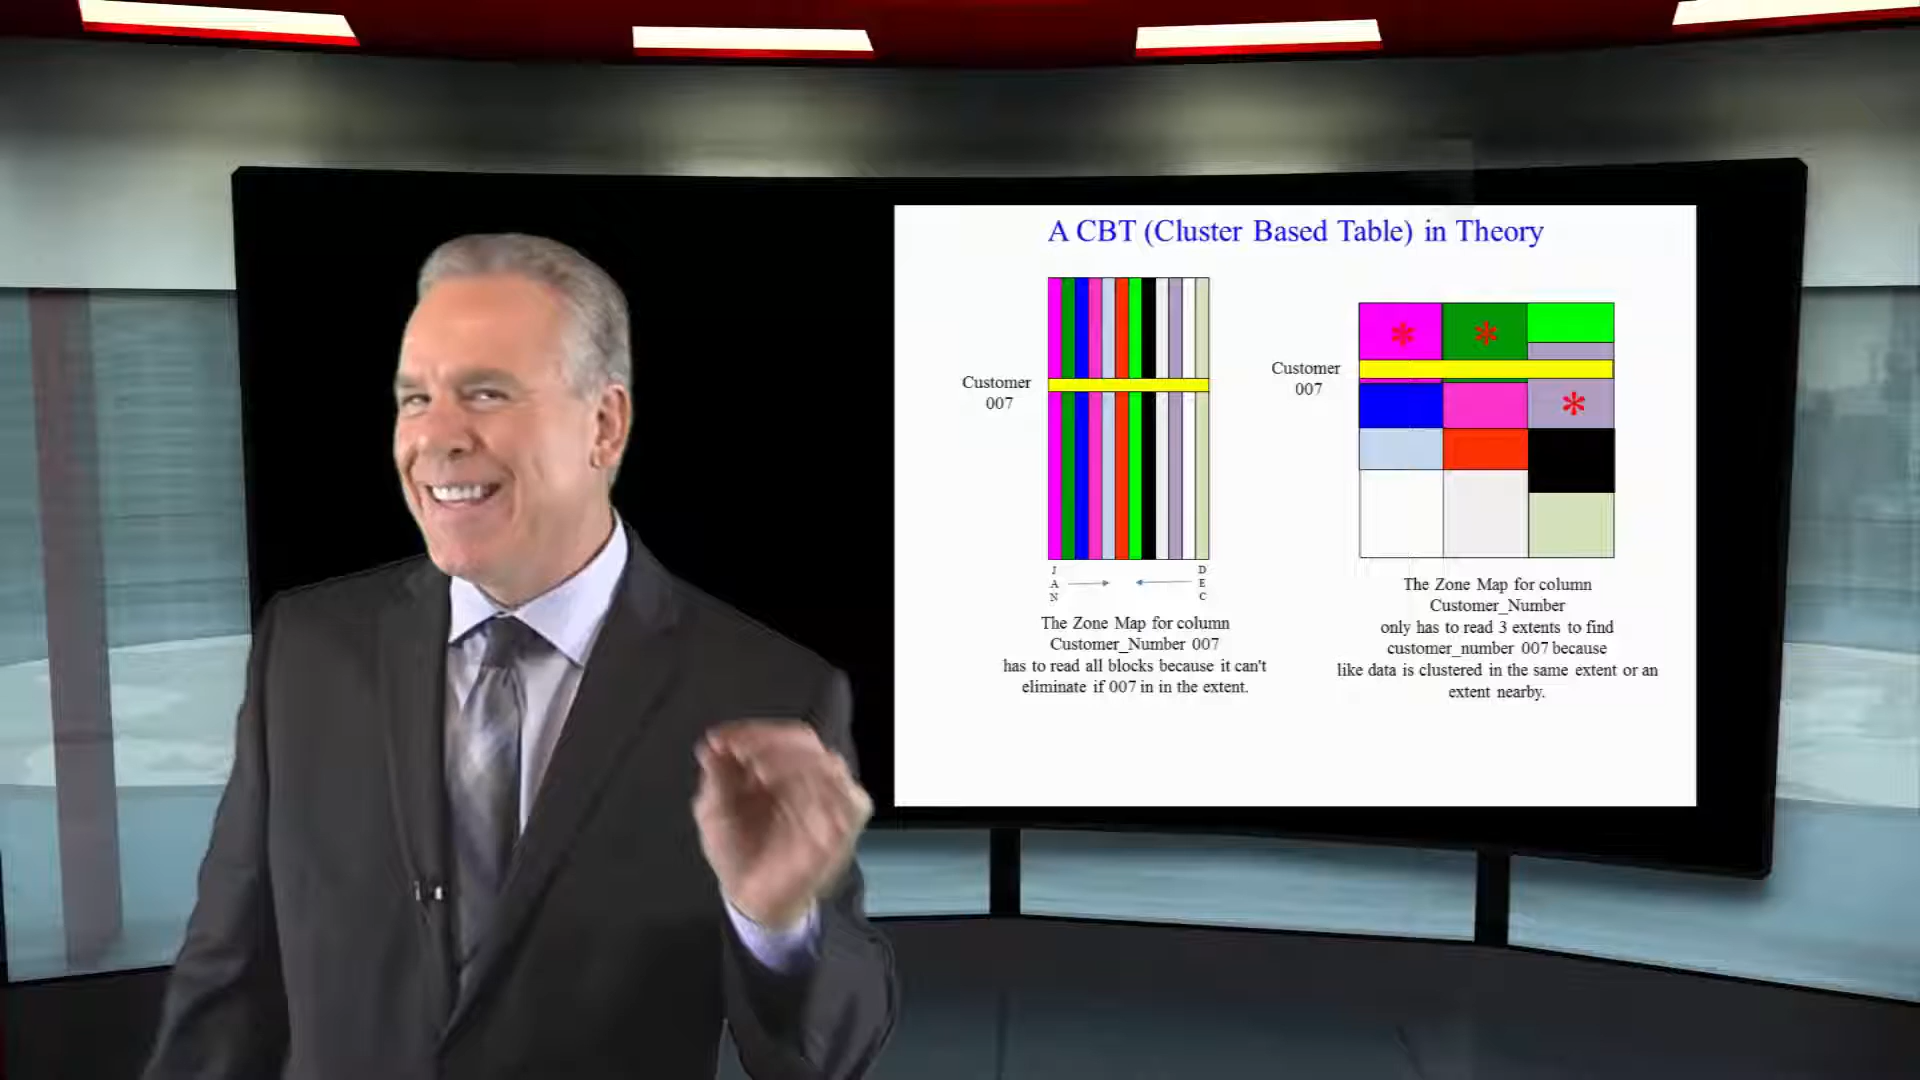 A CBT (Cluster Based Table) in Theory
Customer
007
J
A
N
D
E
C
The Zone Map for column
Customer_Number 007
has to read all blocks because it can't
eliminate if 007 in in the extent.
Customer
007
*
*
*
The Zone Map for column
Customer_Number
only has to read 3 extents to find
customer_number 007 because
like data is clustered in the same extent or an
extent nearby.